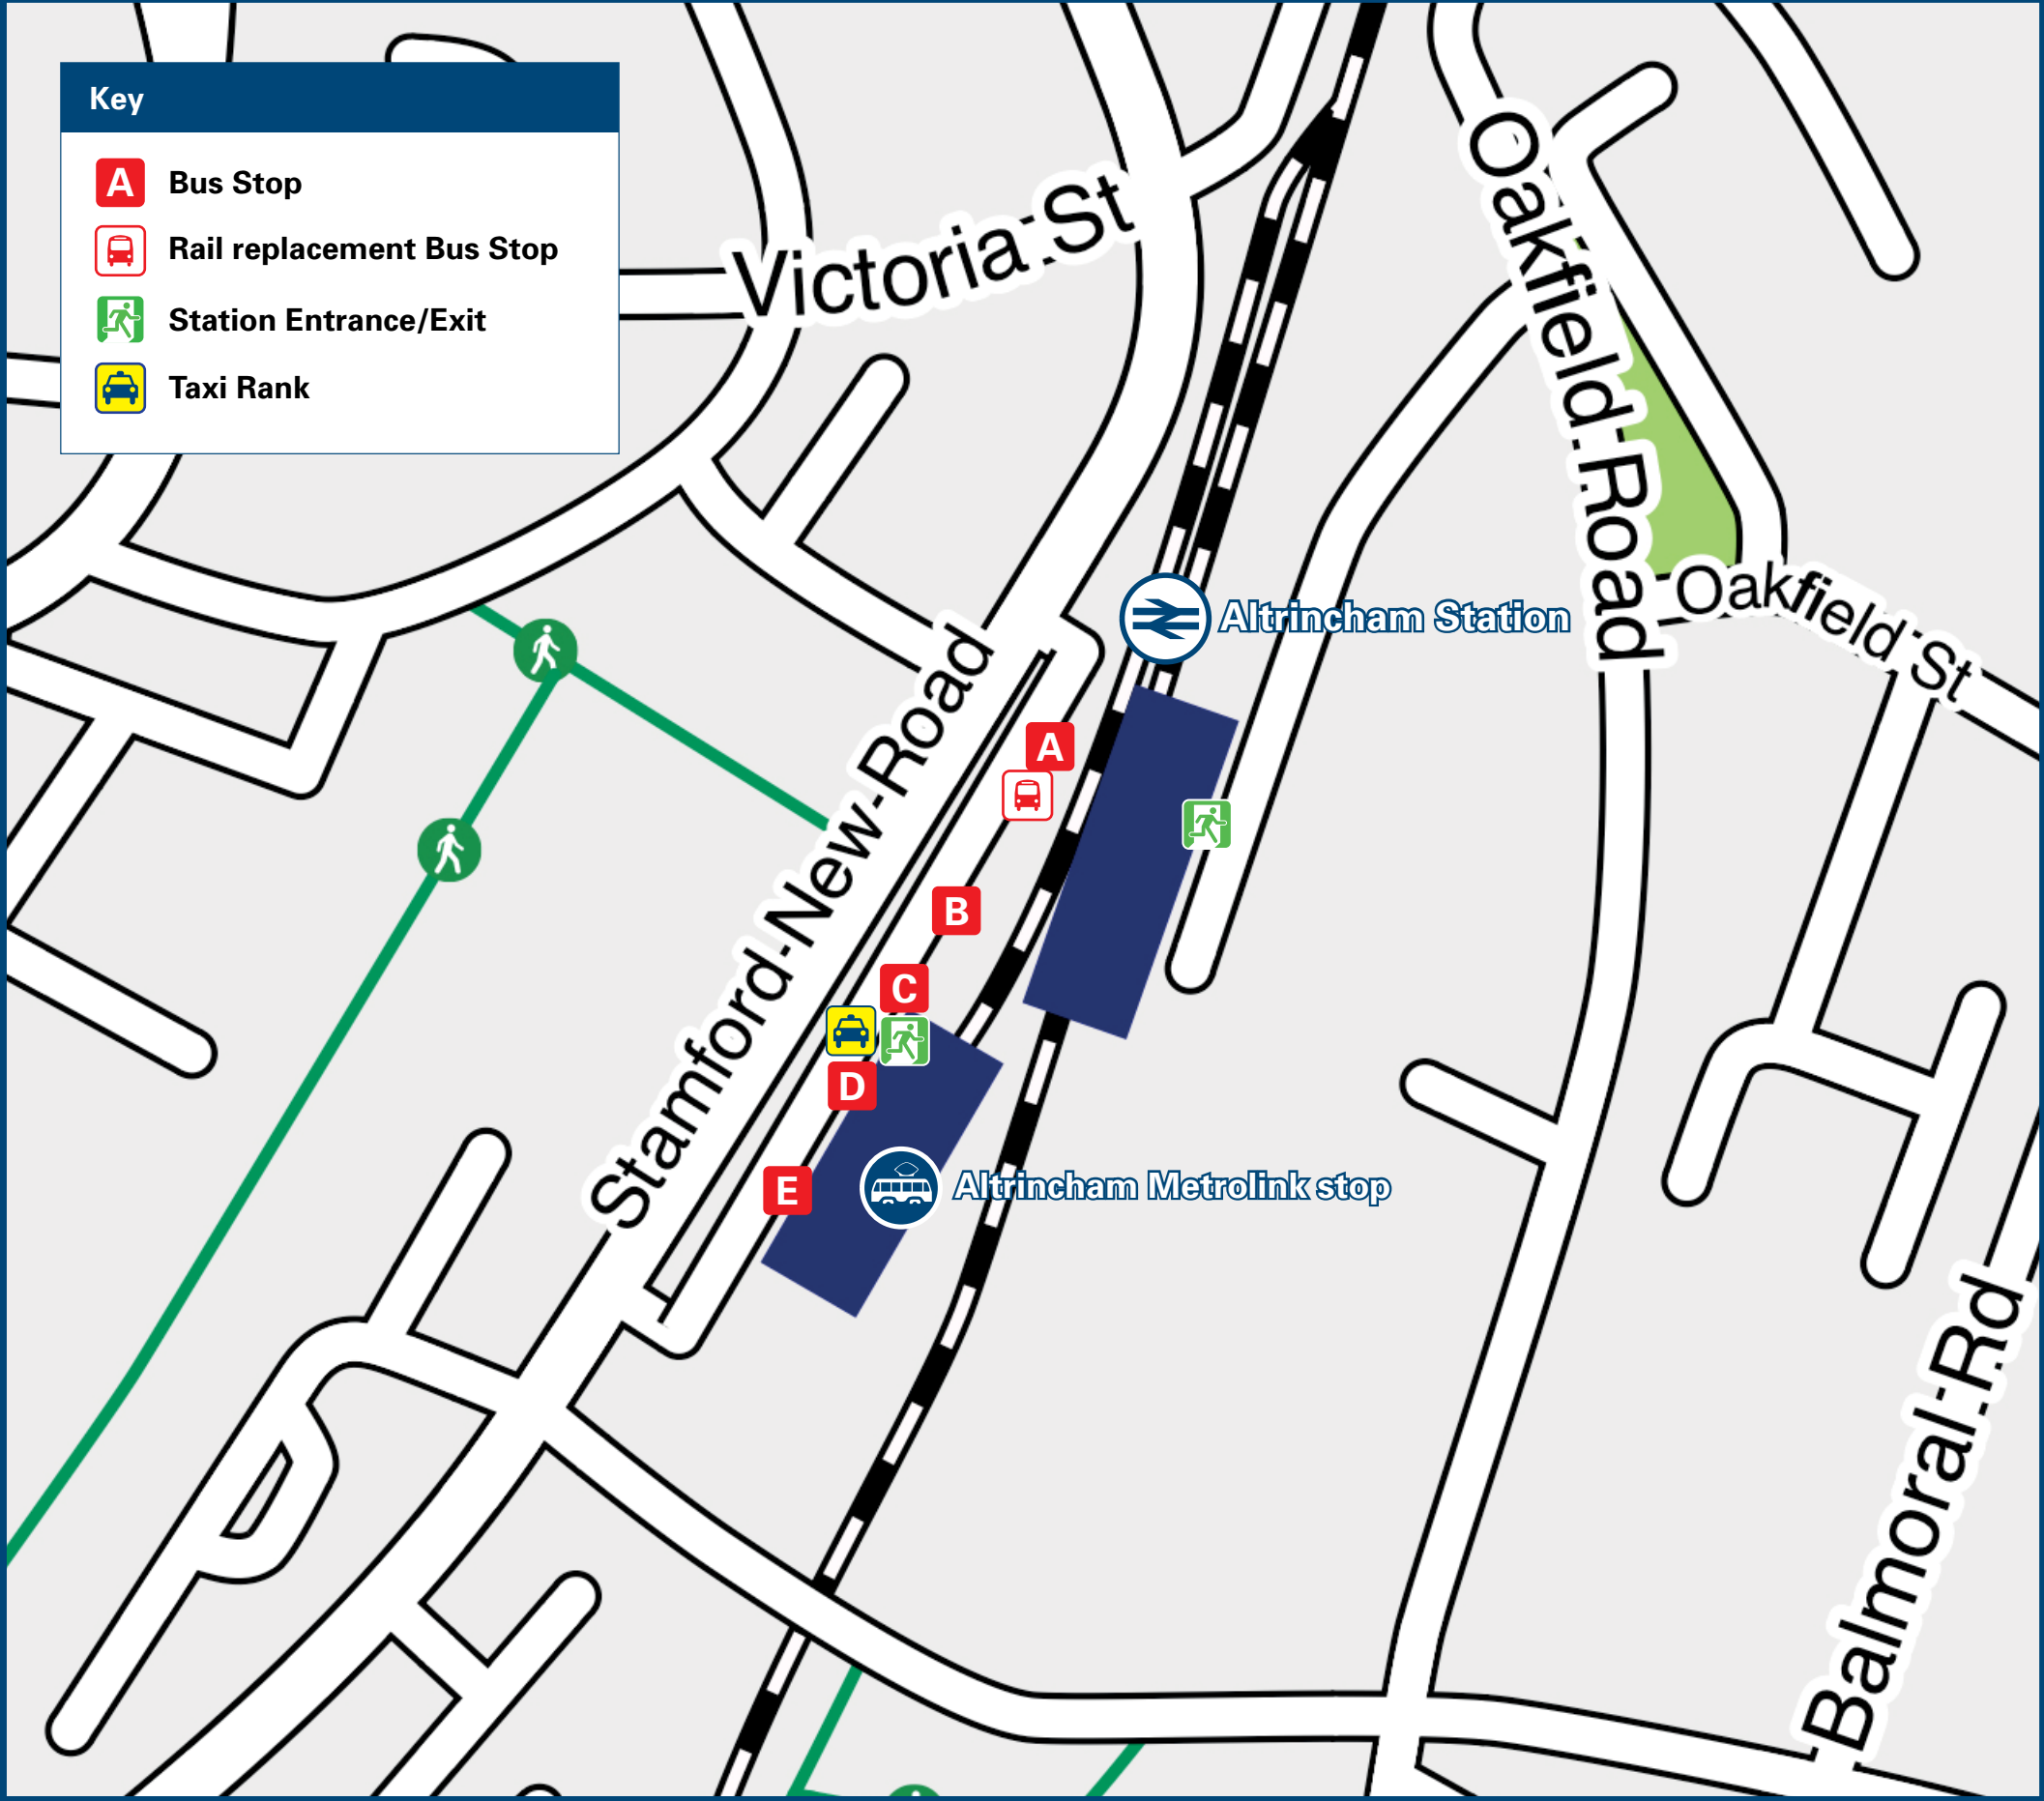 Key
A
Bus Stop
Rail replacement Bus Stop
Station Entrance/Exit
Taxi Rank
Victoria St
Oakfield Road
Oakfield St
Altrincham Station
Stamford New Road
A
B
C
D
E
Altrincham Metrolink stop
Balmoral Rd